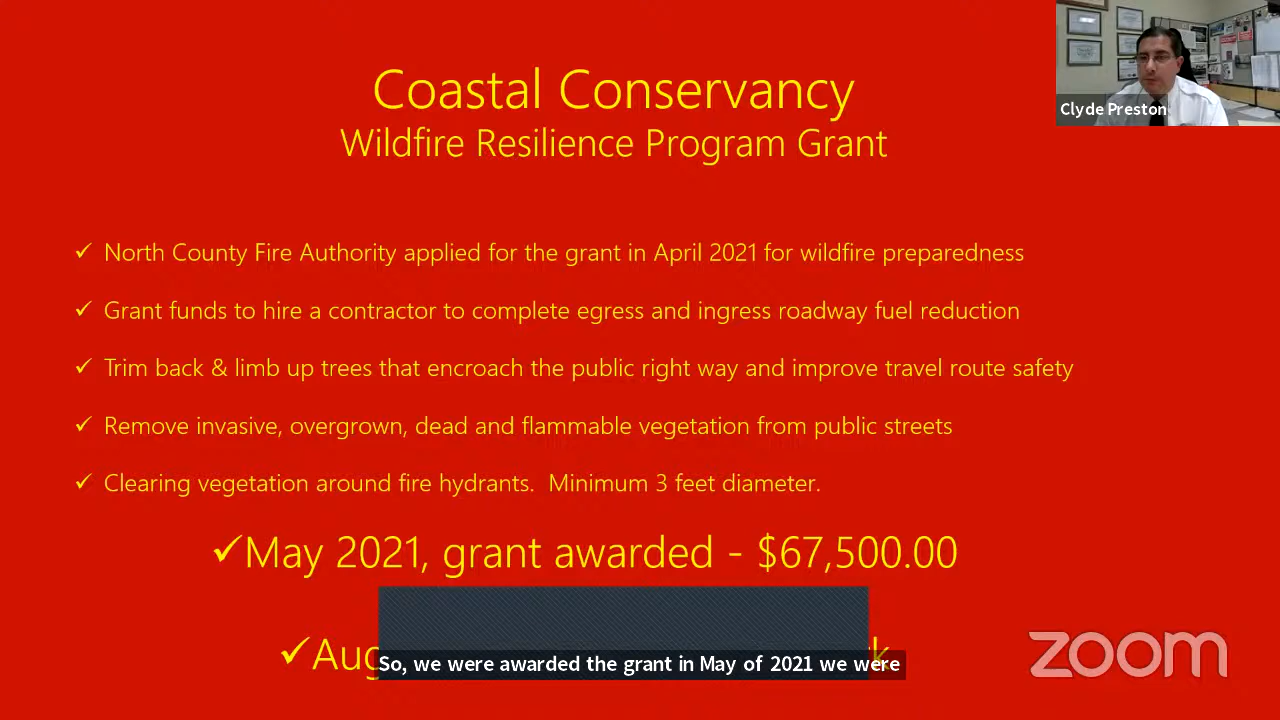 Coastal Conservancy
Wildfire Resilience Program Grant
Clyde Preston
✓ North County Fire Authority applied for the grant in April 2021 for wildfire preparedness
✓ Grant funds to hire a contractor to complete egress and ingress roadway fuel reduction
✓ Trim back & limb up trees that encroach the public right way and improve travel route safety
✓ Remove invasive, overgrown, dead and flammable vegetation from public streets
✓ Clearing vegetation around fire hydrants.  Minimum 3 feet diameter.
✓May 2021, grant awarded - $67,500.00
So, we were awarded the grant in May of 2021 we were
zoom